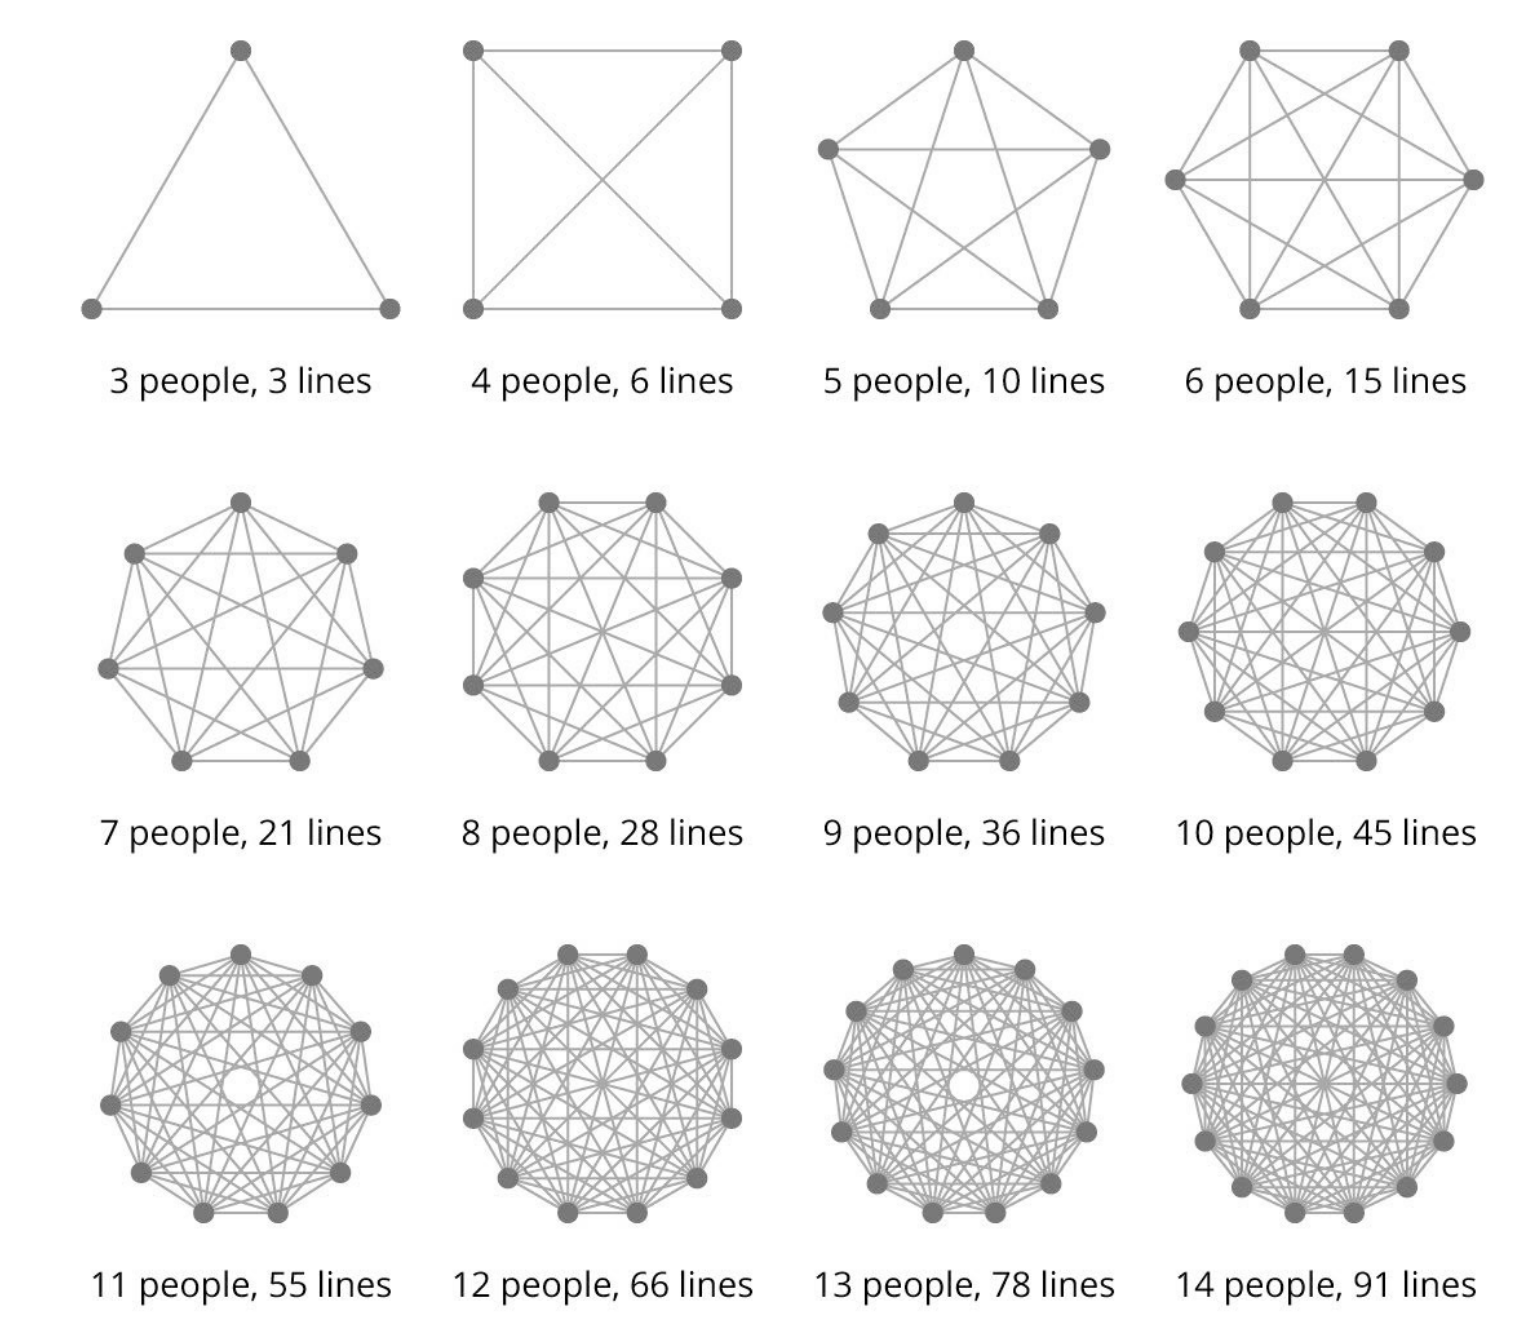 3 people, 3 lines
4 people, 6 lines
5 people, 10 lines
6 people, 15 lines
7 people, 21 lines
8 people, 28 lines
9 people, 36 lines
10 people, 45 lines
11 people, 55 lines
12 people, 66 lines
13 people, 78 lines
14 people, 91 lines